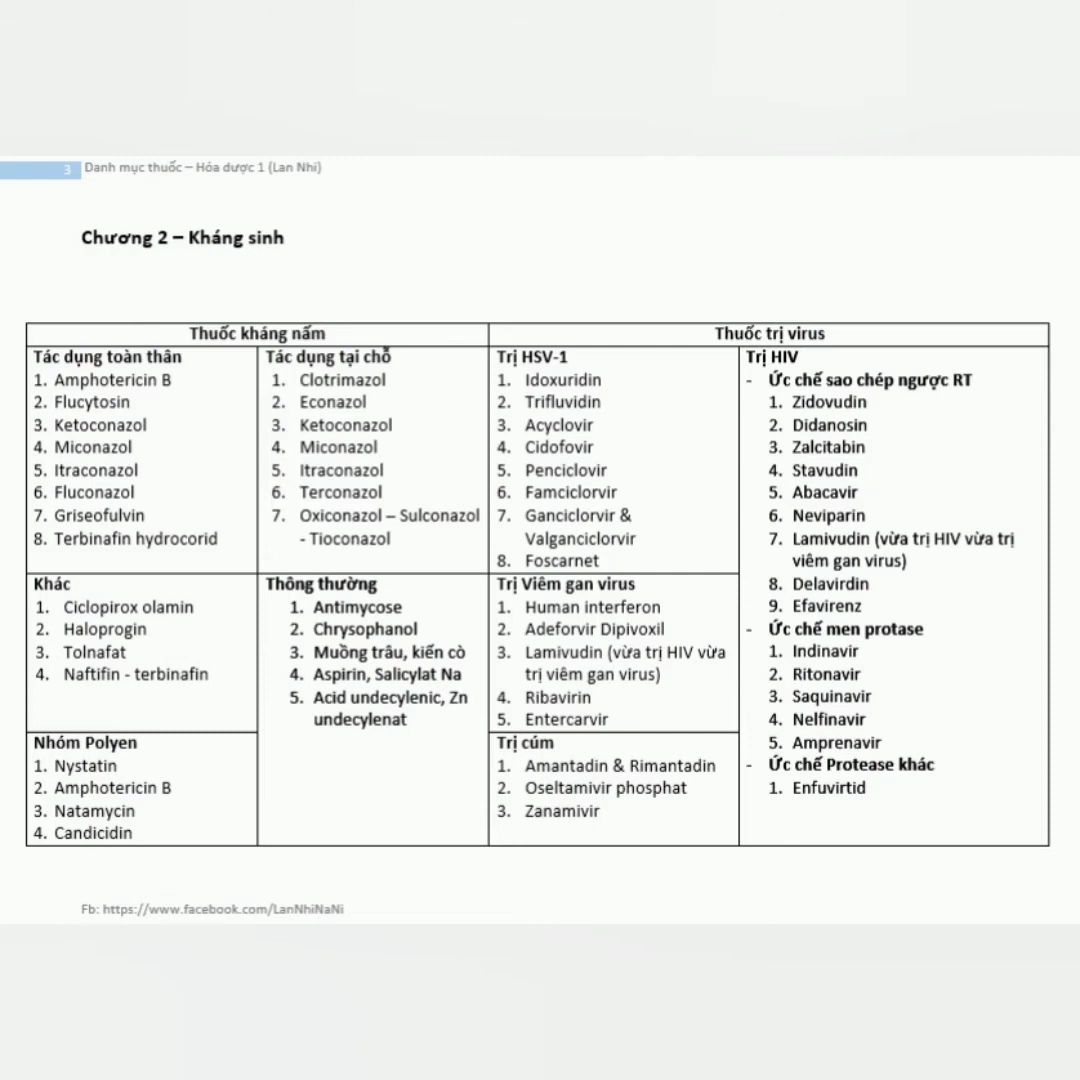 3 Danh mục thuốc – Hóa dược 1 (Lan Nhi)
Chương 2 – Kháng sinh
Thuốc kháng nấm
Tác dụng toàn thân
1. Amphotericin B
2. Flucytosin
3. Ketoconazol
4. Miconazol
5. Itraconazol
6. Fluconazol
7. Griseofulvin
8. Terbinafin hydrocorid
Tác dụng tại chỗ
1. Clotrimazol
2. Econazol
3. Ketoconazol
4. Miconazol
5. Itraconazol
6. Terconazol
7. Oxiconazol – Sulconazol
- Tioconazol
Khác
1. Ciclopirox olamin
2. Haloprogin
3. Tolnafat
4. Naftifin - terbinafin
Thông thường
1. Antimycose
2. Chrysophanol
3. Muồng trâu, kiến cò
4. Aspirin, Salicylat Na
5. Acid undecylenic, Zn
undecylenat
Nhóm Polyen
1. Nystatin
2. Amphotericin B
3. Natamycin
4. Candicidin
Thuốc trị virus
Trị HSV-1
1. Idoxuridin
2. Trifluvidin
3. Acyclovir
4. Cidofovir
5. Penciclovir
6. Famciclorvir
7. Ganciclorvir &
Valganciclorvir
8. Foscarnet
Trị Viêm gan virus
1. Human interferon
2. Adeforvir Dipivoxil
3. Lamivudin (vừa trị HIV vừa
trị viêm gan virus)
4. Ribavirin
5. Entercarvir
Trị cúm
1. Amantadin & Rimantadin
2. Oseltamivir phosphat
3. Zanamivir
Trị HIV
- Ức chế sao chép ngược RT
1. Zidovudin
2. Didanosin
3. Zalcitabin
4. Stavudin
5. Abacavir
6. Neviparin
7. Lamivudin (vừa trị HIV vừa trị
viêm gan virus)
8. Delavirdin
9. Efavirenz
- Ức chế men protase
1. Indinavir
2. Ritonavir
3. Saquinavir
4. Nelfinavir
5. Amprenavir
- Ức chế Protease khác
1. Enfuvirtid
Fb: https://www.facebook.com/LanNhiNaNi